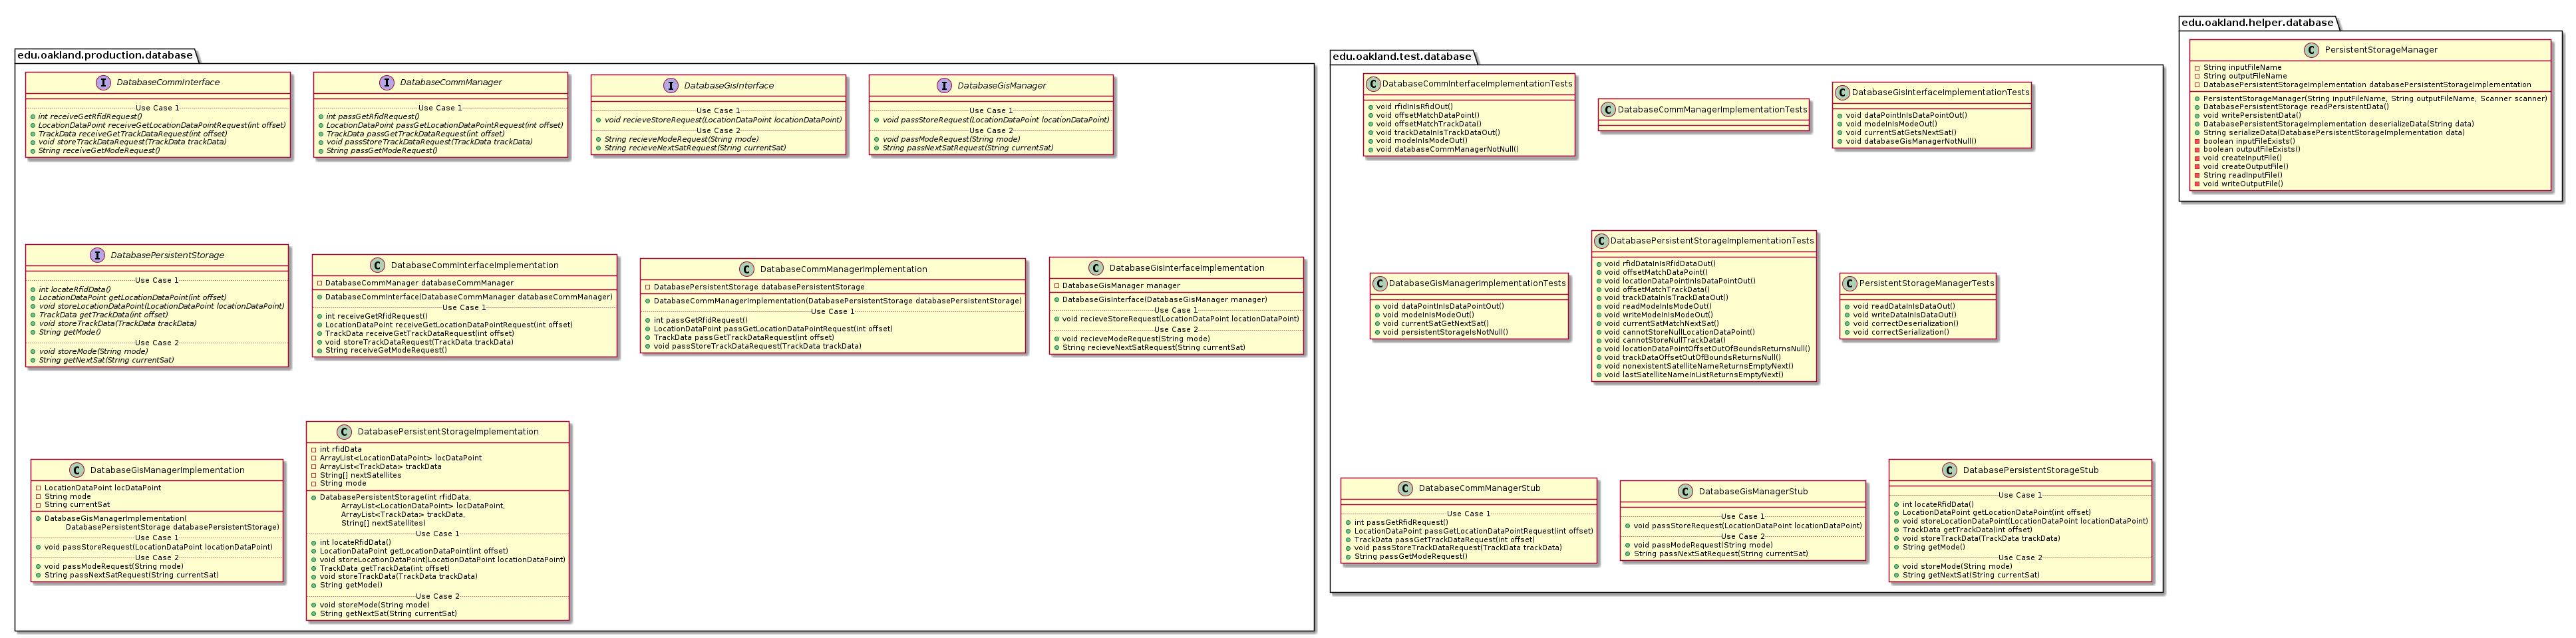 edu.oakland.production.database
I DatabaseCommInterface
Use Case 1
int receiveGetRfidRequest()
LocationDataPoint receiveGetLocationDataPointRequest(int offset)
TrackData receiveGetTrackDataRequest(int offset)
void storeTrackDataRequest(TrackData trackData)
String receiveGetModeRequest()
I DatabaseCommManager
Use Case 1
int passGetRfidRequest()
LocationDataPoint passGetLocationDataPointRequest(int offset)
TrackData passGetTrackDataRequest(int offset)
void passStoreTrackDataRequest(TrackData trackData)
String passGetModeRequest()
I DatabaseGisInterface
Use Case 1
void recieveStoreRequest(LocationDataPoint locationDataPoint)
Use Case 2
String recieveModeRequest(String mode)
String recieveNextSatRequest(String currentSat)
I DatabaseGisManager
Use Case 1
void passStoreRequest(LocationDataPoint locationDataPoint)
Use Case 2
void passModeRequest(String mode)
String passNextSatRequest(String currentSat)
I DatabasePersistentStorage
Use Case 1
int locateRfidData()
LocationDataPoint getLocationDataPoint(int offset)
void storeLocationDataPoint(LocationDataPoint locationDataPoint)
TrackData getTrackData(int offset)
void storeTrackData(TrackData trackData)
String getMode()
Use Case 2
void storeMode(String mode)
String getNextSat(String currentSat)
C DatabaseCommInterfaceImplementation
DatabaseCommManager databaseCommManager
DatabaseCommInterface(DatabaseCommManager databaseCommManager)
Use Case 1
int receiveGetRfidRequest()
LocationDataPoint receiveGetLocationDataPointRequest(int offset)
TrackData receiveGetTrackDataRequest(int offset)
void storeTrackDataRequest(TrackData trackData)
String receiveGetModeRequest()
C DatabaseCommManagerImplementation
DatabasePersistentStorage databasePersistentStorage
DatabaseCommManagerImplementation(DatabasePersistentStorage databasePersistentStorage)
Use Case 1
int passGetRfidRequest()
LocationDataPoint passGetLocationDataPointRequest(int offset)
TrackData passGetTrackDataRequest(int offset)
void passStoreTrackDataRequest(TrackData trackData)
C DatabaseGisInterfaceImplementation
DatabaseGisManager manager
DatabaseGisInterface(DatabaseGisManager manager)
Use Case 1
void recieveStoreRequest(LocationDataPoint locationDataPoint)
Use Case 2
void recieveModeRequest(String mode)
String recieveNextSatRequest(String currentSat)
C DatabaseGisManagerImplementation
LocationDataPoint locDataPoint
String mode
String currentSat
DatabaseGisManagerImplementation(
DatabasePersistentStorage databasePersistentStorage)
Use Case 1
void passStoreRequest(LocationDataPoint locationDataPoint)
Use Case 2
void passModeRequest(String mode)
String passNextSatRequest(String currentSat)
C DatabasePersistentStorageImplementation
int rfidData
ArrayList<LocationDataPoint> locDataPoint
ArrayList<TrackData> trackData
String[] nextSatellites
String mode
DatabasePersistentStorage(int rfidData,
ArrayList<LocationDataPoint> locDataPoint,
ArrayList<TrackData> trackData,
String[] nextSatellites)
Use Case 1
int locateRfidData()
LocationDataPoint getLocationDataPoint(int offset)
void storeLocationDataPoint(LocationDataPoint locationDataPoint)
TrackData getTrackData(int offset)
void storeTrackData(TrackData trackData)
String getMode()
Use Case 2
void storeMode(String mode)
String getNextSat(String currentSat)
edu.oakland.test.database
C DatabaseCommInterfaceImplementationTests
void rfidInIsRfidOut()
void offsetMatchDataPoint()
void offsetMatchTrackData()
void trackDataInIsTrackDataOut()
void modeInIsModeOut()
void databaseCommManagerNotNull()
C DatabaseCommManagerImplementationTests
C DatabaseGisInterfaceImplementationTests
void dataPointInIsDataPointOut()
void modeInIsModeOut()
void currentSatGetsNextSat()
void databaseGisManagerNotNull()
C DatabaseGisManagerImplementationTests
void dataPointInIsDataPointOut()
void modeInIsModeOut()
void currentSatGetNextSat()
void persistentStorageIsNotNull()
C DatabasePersistentStorageImplementationTests
void rfidDataInIsRfidDataOut()
void offsetMatchDataPoint()
void locationDataPointInIsDataPointOut()
void offsetMatchTrackData()
void trackDataInIsTrackDataOut()
void readModeInIsModeOut()
void writeModeInIsModeOut()
void currentSatMatchNextSat()
void cannotStoreNullLocationDataPoint()
void cannotStoreNullTrackData()
void locationDataPointOffsetOutOfBoundsReturnsNull()
void trackDataOffsetOutOfBoundsReturnsNull()
void nonexistentSatelliteNameReturnsEmptyNext()
void lastSatelliteNameInListReturnsEmptyNext()
C PersistentStorageManagerTests
void readDataInIsDataOut()
void writeDataInIsDataOut()
void correctDeserialization()
void correctSerialization()
C DatabaseCommManagerStub
Use Case 1
int passGetRfidRequest()
LocationDataPoint passGetLocationDataPointRequest(int offset)
TrackData passGetTrackDataRequest(int offset)
void passStoreTrackDataRequest(TrackData trackData)
String passGetModeRequest()
C DatabaseGisManagerStub
Use Case 1
void passStoreRequest(LocationDataPoint locationDataPoint)
Use Case 2
void passModeRequest(String mode)
String passNextSatRequest(String currentSat)
C DatabasePersistentStorageStub
Use Case 1
int locateRfidData()
LocationDataPoint getLocationDataPoint(int offset)
void storeLocationDataPoint(LocationDataPoint locationDataPoint)
TrackData getTrackData(int offset)
void storeTrackData(TrackData trackData)
String getMode()
Use Case 2
void storeMode(String mode)
String getNextSat(String currentSat)
edu.oakland.helper.database
C PersistentStorageManager
String inputFileName
String outputFileName
DatabasePersistentStorageImplementation databasePersistentStorageImplementation
PersistentStorageManager(String inputFileName, String outputFileName, Scanner scanner)
DatabasePersistentStorage readPersistentData()
void writePersistentData()
DatabasePersistentStorageImplementation deserializeData(String data)
String serializeData(DatabasePersistentStorageImplementation data)
boolean inputFileExists()
boolean outputFileExists()
void createInputFile()
void createOutputFile()
String readInputFile()
void writeOutputFile()